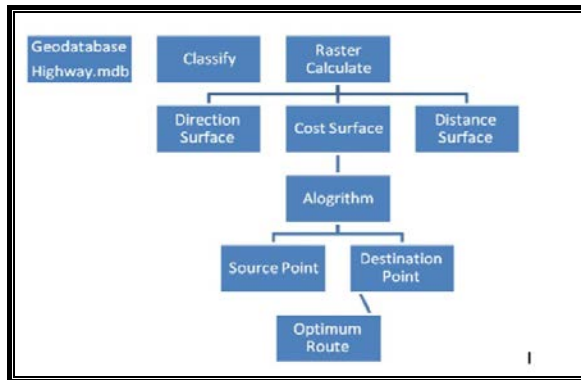 Geodatabase
Highway.mdb
Classify
Raster
Calculate
Direction
Surface
Cost Surface
Distance
Surface
Alogrithm
Source Point
Destination
Point
Optimum
Route
I